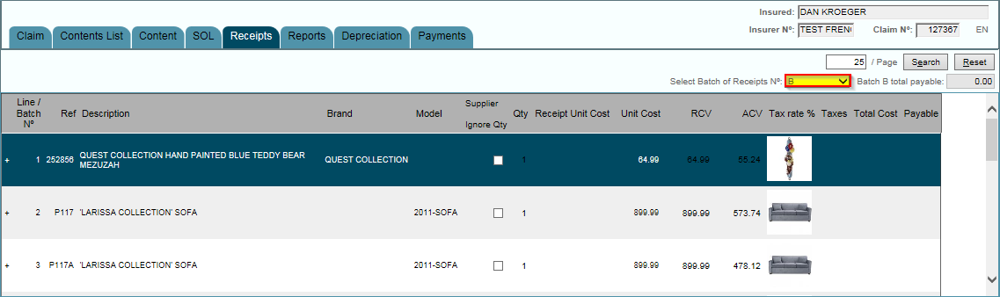 Insured: DAN KROEGER
Claim Contents List Content SOL Receipts Reports Depreciation Payments Insurer Nº: TEST FREN Claim Nº: 127367 EN
25 / Page Search Reset
Select Batch of Receipts Nº: B Batch B total payable: 0.00
Line / Batch Nº Ref Description Brand Model Supplier Ignore Qty Qty Receipt Unit Cost Unit Cost RCV ACV Tax rate % Taxes Total Cost Payable
+ 1 252856 QUEST COLLECTION HAND PAINTED BLUE TEDDY BEAR QUEST COLLECTION 1 64.99 64.99 55.24
MEZUZAH
+ 2 P117 'LARISSA COLLECTION' SOFA 2011-SOFA 1 899.99 899.99 573.74
+ 3 P117A 'LARISSA COLLECTION' SOFA 2011-SOFA 1 899.99 899.99 478.12